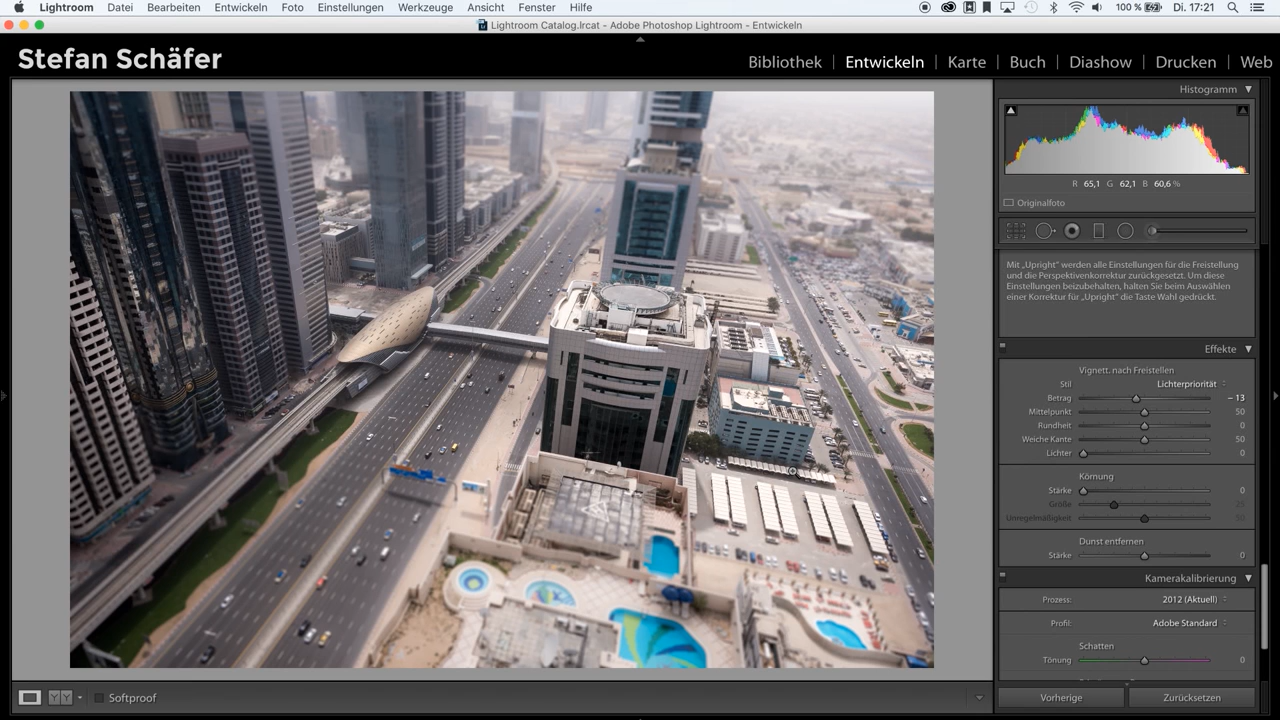 Lightroom Datei Bearbeiten Entwickeln Foto Einstellungen Werkzeuge Ansicht Fenster Hilfe 100 % Di. 17:21
Lightroom Catalog.lrcat - Adobe Photoshop Lightroom - Entwickeln
Stefan Schäfer
Bibliothek | Entwickeln | Karte | Buch | Diashow | Drucken | Web
Histogramm
R 65,1 G 62,1 B 60,6 %
Originalfoto
Mit „Upright“ werden alle Einstellungen für die Freistellung
und die Perspektivenkorrektur zurückgesetzt. Um diese
Einstellungen beizubehalten, halten Sie beim Auswählen
einer Korrektur für „Upright“ die Taste Wahl gedrückt.
Effekte
Vignett. nach Freistellen
Stil Lichterpriorität
Betrag – 13
Mittelpunkt 50
Rundheit 0
Weiche Kante 50
Lichter 0
Körnung
Stärke 0
Größe 25
Unregelmäßigkeit 50
Dunst entfernen
Stärke 0
Kamerakalibrierung
Prozess: 2012 (Aktuell)
Profil: Adobe Standard
Schatten
Tönung 0
YY Softproof
Vorherige Zurücksetzen